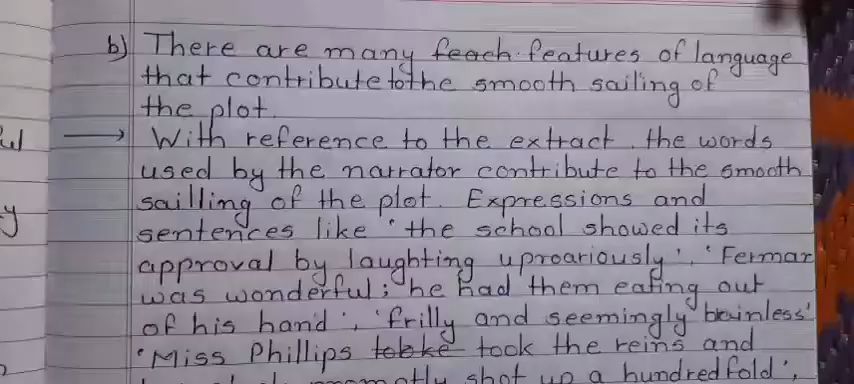 b) There are many feach features of language
that contribute to the smooth sailing of
the plot.
→ With reference to the extract, the words
used by the narrator contribute to the smooth
sailling of the plot. Expressions and
sentences like 'the school showed its
approval by laughting uproariously', 'Fermar
was wonderful; he had them eating out
of his hand', 'frilly and seemingly brainless'
'Miss Phillips took the reins and
shot up a hundredfold',